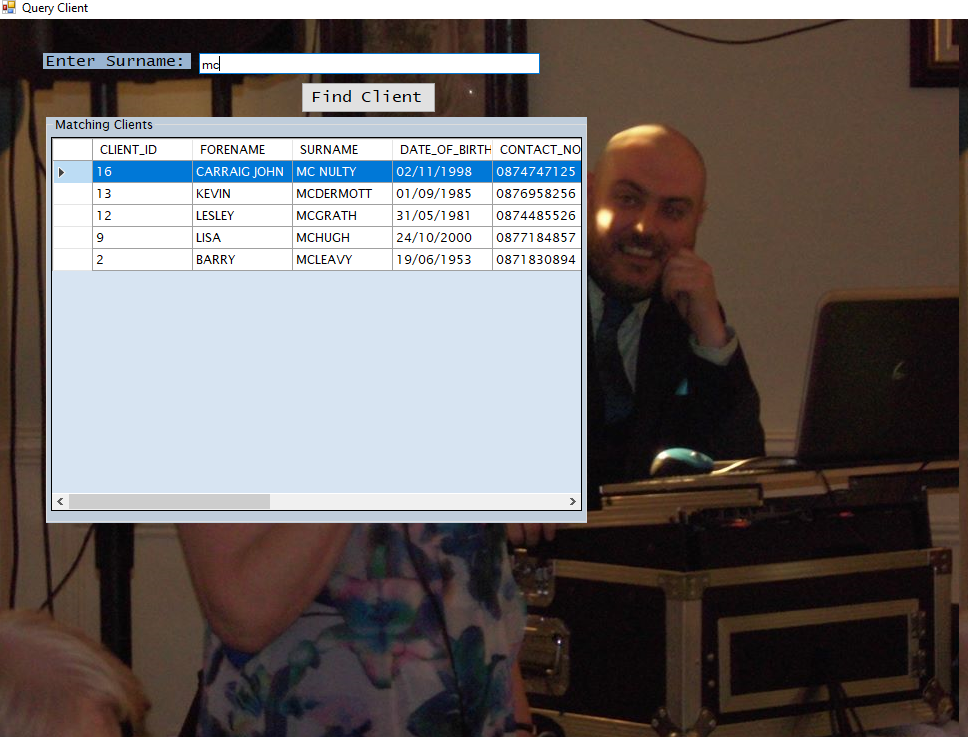 Query Client
Enter Surname: mc
Find Client
Matching Clients
CLIENT_ID FORENAME SURNAME DATE_OF_BIRTH CONTACT_NO
16 CARRAIG JOHN MC NULTY 02/11/1998 0874747125
13 KEVIN MCDERMOTT 01/09/1985 0876958256
12 LESLEY MCGRATH 31/05/1981 0874485526
9 LISA MCHUGH 24/10/2000 0877184857
2 BARRY MCLEAVY 19/06/1953 0871830894